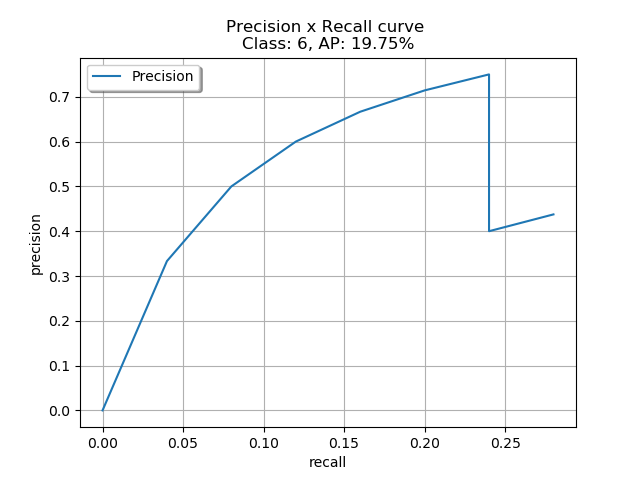 Precision x Recall curve
Class: 6, AP: 19.75%
Precision
0.7
0.6
0.5
0.4
0.3
0.2
0.1
0.0
precision
0.00 0.05 0.10 0.15 0.20 0.25
recall